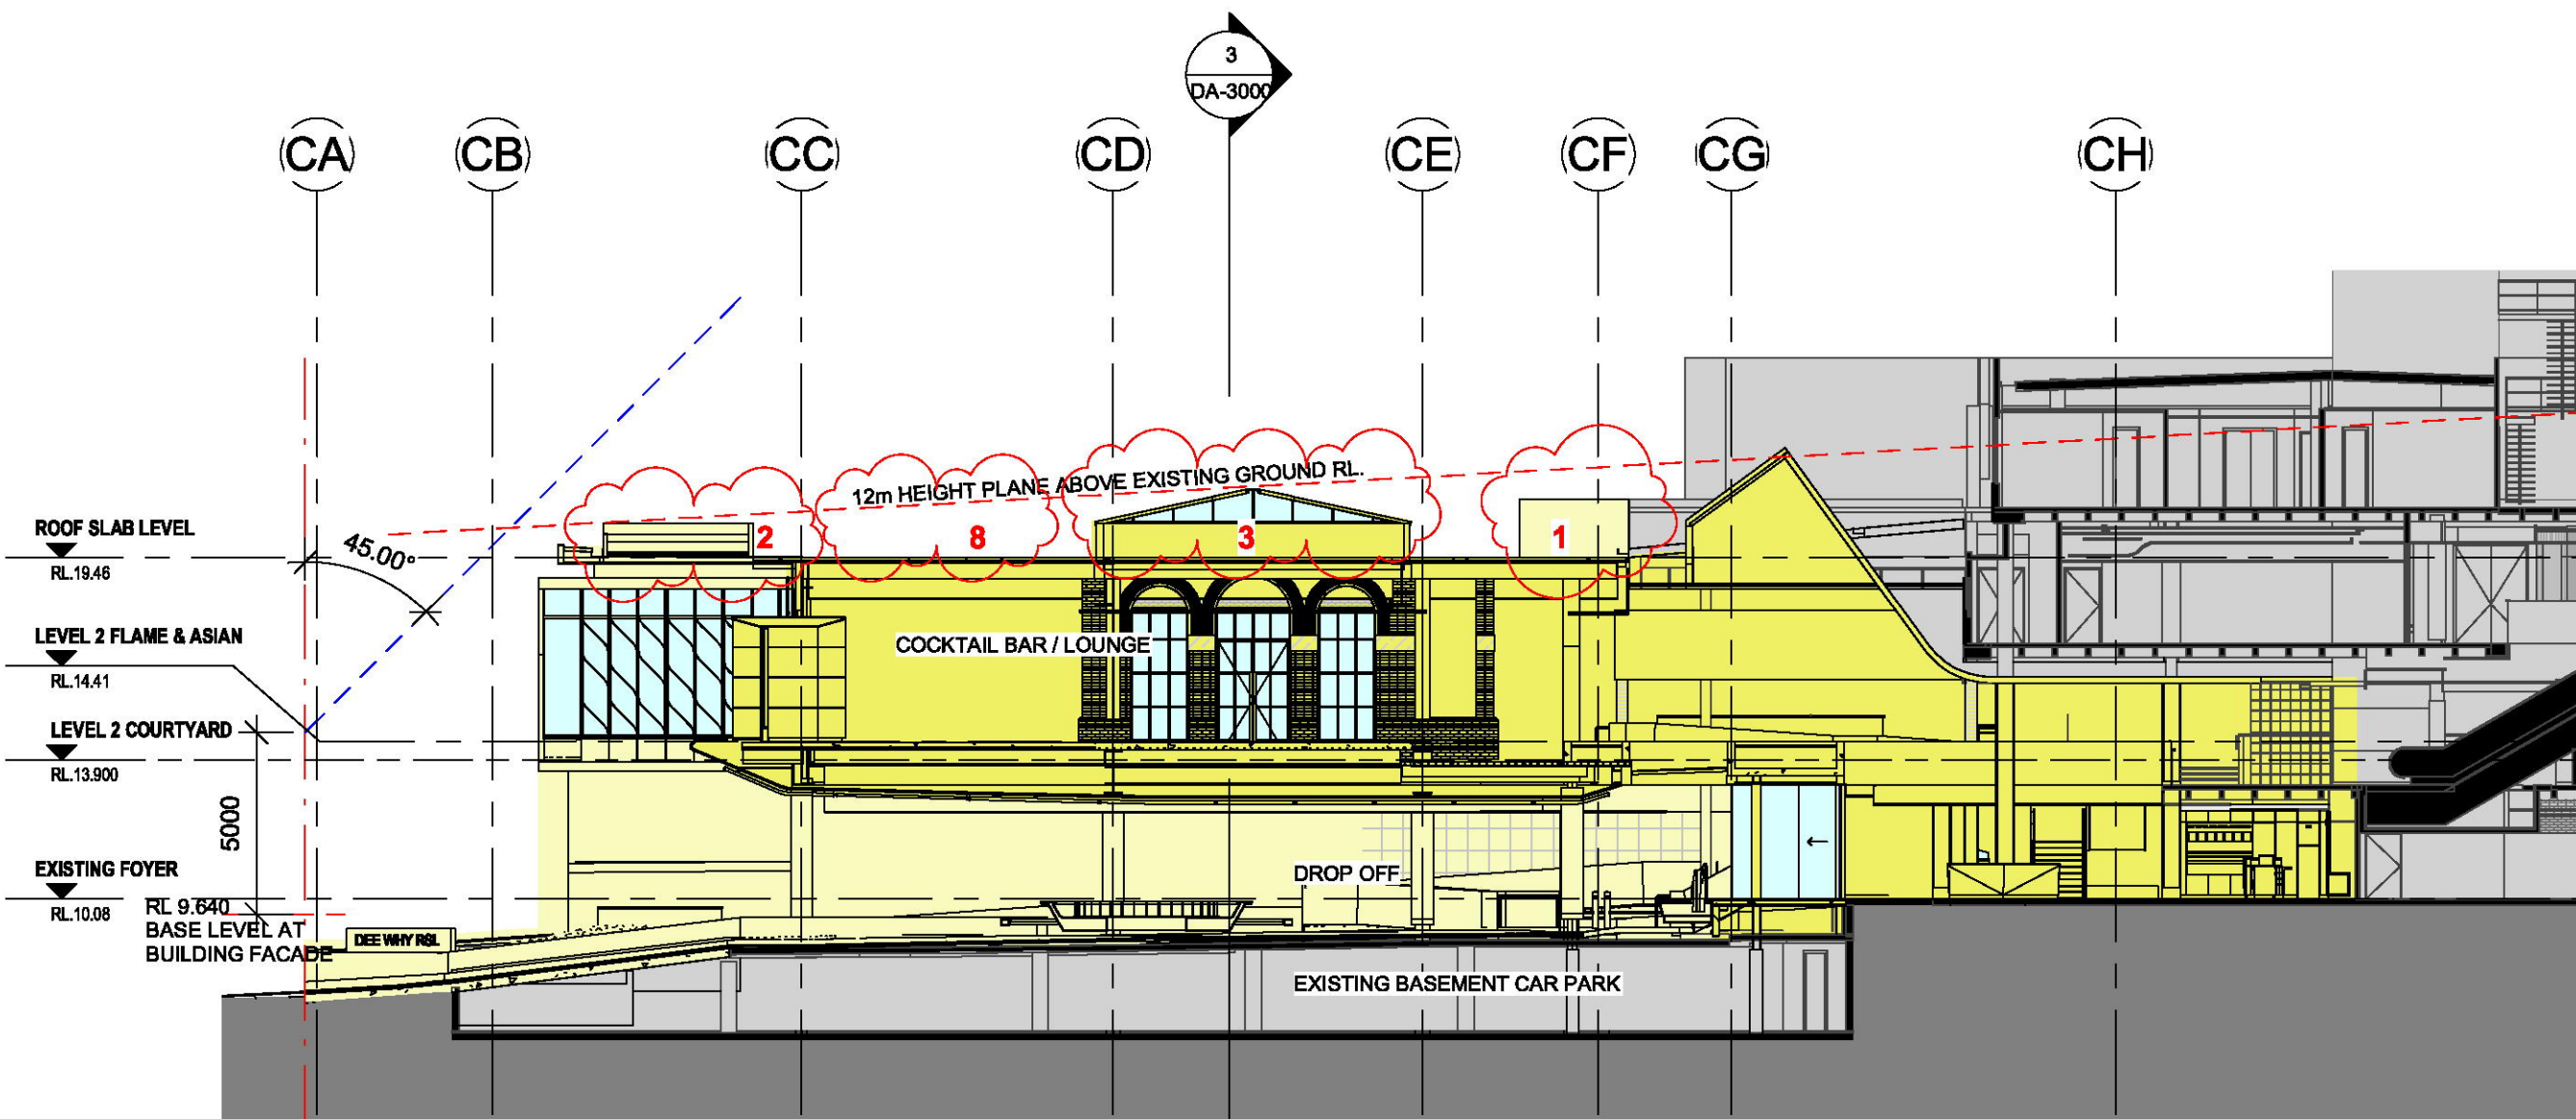 3
DA-3000
CA
CB
CC
CD
CE
CF
CG
CH
12m HEIGHT PLANE ABOVE EXISTING GROUND RL.
ROOF SLAB LEVEL
RL.19.46
45.00°
2
8
3
1
LEVEL 2 FLAME & ASIAN
RL.14.41
COCKTAIL BAR / LOUNGE
LEVEL 2 COURTYARD
RL.13.900
5000
EXISTING FOYER
RL.10.08
RL 9.640
BASE LEVEL AT
BUILDING FACADE
DROP OFF
DEE WHY RSL
EXISTING BASEMENT CAR PARK